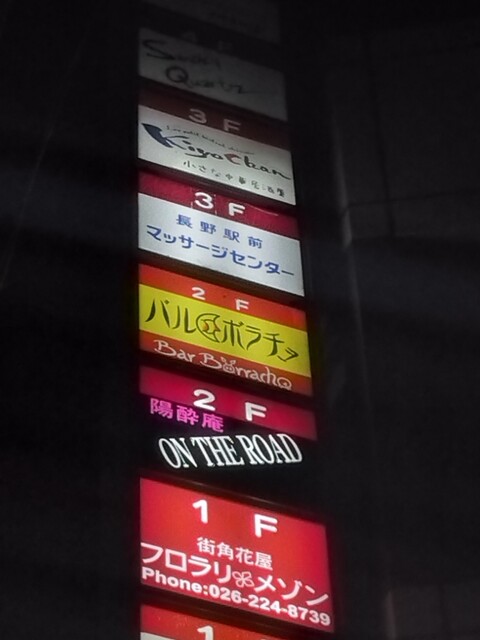 3 F
KiyoChan
3 F
長野駅前
マッサージセンター
2 F
バル ボラチョ
Bar Borracho
2 F
陽酔庵
ON THE ROAD
1 F
街角花屋
フロラリ メゾン
Phone:026-224-8739
1